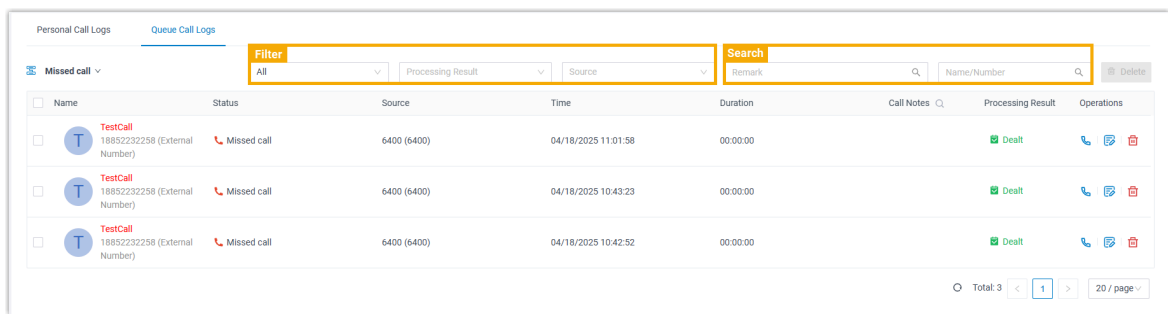 Personal Call Logs Queue Call Logs
Filter Search
Missed call All Processing Result Source Remark Name/Number Delete
Name Status Source Time Duration Call Notes Processing Result Operations
TestCall
T 18852232258 (External Missed call 6400 (6400) 04/18/2025 11:01:58 00:00:00 Dealt
Number)
TestCall
T 18852232258 (External Missed call 6400 (6400) 04/18/2025 10:43:23 00:00:00 Dealt
Number)
TestCall
T 18852232258 (External Missed call 6400 (6400) 04/18/2025 10:42:52 00:00:00 Dealt
Number)
Total: 3 < 1 > 20 / page